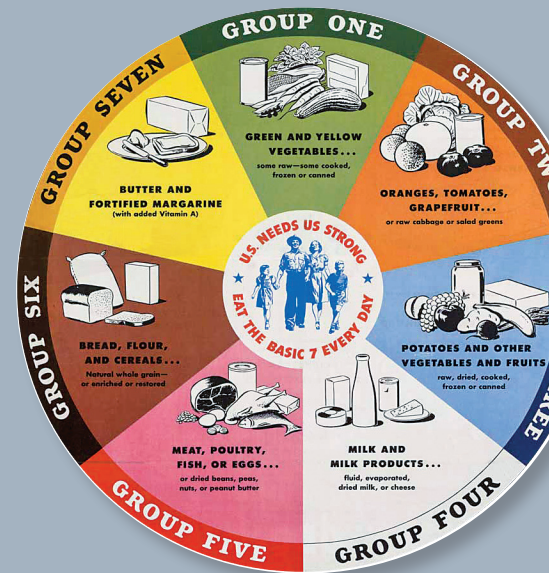 GROUP ONE
GREEN AND YELLOW
VEGETABLES...
some raw—some cooked,
frozen or canned
GROUP TW
ORANGES, TOMATOES,
GRAPEFRUIT...
or raw cabbage or salad greens
REE
POTATOES AND OTHER
VEGETABLES AND FRUITS
raw, dried, cooked,
frozen or canned
GROUP FOUR
MILK AND
MILK PRODUCTS...
fluid, evaporated,
dried milk, or cheese
GROUP FIVE
MEAT, POULTRY,
FISH, OR EGGS...
or dried beans, peas,
nuts, or peanut butter
GROUP SIX
BREAD, FLOUR,
AND CEREALS...
Natural whole grain—
or enriched or restored
GROUP SEVEN
BUTTER AND
FORTIFIED MARGARINE
(with added Vitamin A)
U.S. NEEDS US STRONG
EAT THE BASIC 7 EVERY DAY